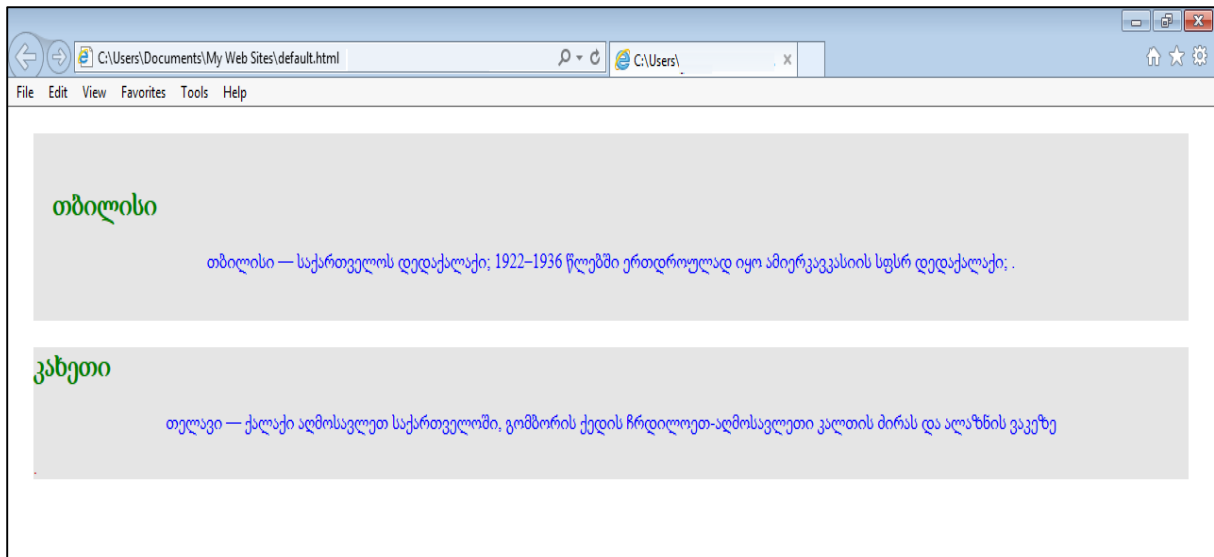 C:\Users\Documents\My Web Sites\default.html
C:\Users\
File Edit View Favorites Tools Help
თბილისი
თბილისი — საქართველოს დედაქალაქი; 1922–1936 წლებში ერთდროულად იყო ამიერკავკასიის სფსრ დედაქალაქი; .
კახეთი
თელავი — ქალაქი აღმოსავლეთ საქართველოში, გომბორის ქედის ჩრდილოეთ-აღმოსავლეთი კალთის ძირას და ალაზნის ვაკეზე
.